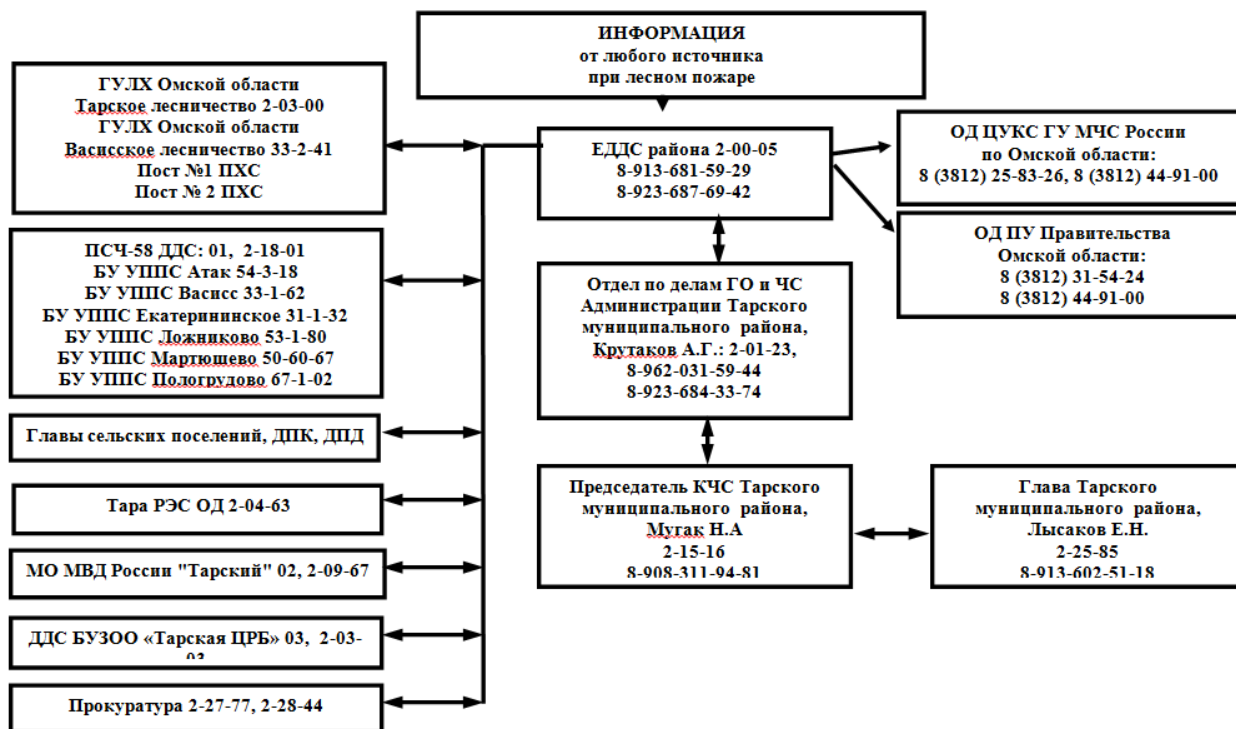 ИНФОРМАЦИЯ
от любого источника
при лесном пожаре
ГУЛХ Омской области
Тарское лесничество 2-03-00
ГУЛХ Омской области
Васисское лесничество 33-2-41
Пост №1 ПХС
Пост № 2 ПХС
ЕДДС района 2-00-05
8-913-681-59-29
8-923-687-69-42
ОД ЦУКС ГУ МЧС России
по Омской области:
8 (3812) 25-83-26, 8 (3812) 44-91-00
ОД ПУ Правительства
Омской области:
8 (3812) 31-54-24
8 (3812) 44-91-00
ПСЧ-58 ДДС: 01, 2-18-01
БУ УППС Атак 54-3-18
БУ УППС Васисс 33-1-62
БУ УППС Екатерининское 31-1-32
БУ УППС Ложниково 53-1-80
БУ УППС Мартюшево 50-60-67
БУ УППС Пологрудово 67-1-02
Отдел по делам ГО и ЧС
Администрации Тарского
муниципального района,
Крутаков А.Г.: 2-01-23,
8-962-031-59-44
8-923-684-33-74
Главы сельских поселений, ДПК, ДПД
Тара РЭС ОД 2-04-63
Председатель КЧС Тарского
муниципального района,
Мугак Н.А
2-15-16
8-908-311-94-81
Глава Тарского
муниципального района,
Лысаков Е.Н.
2-25-85
8-913-602-51-18
МО МВД России "Тарский" 02, 2-09-67
ДДС БУЗОО «Тарская ЦРБ» 03, 2-03-
03
Прокуратура 2-27-77, 2-28-44